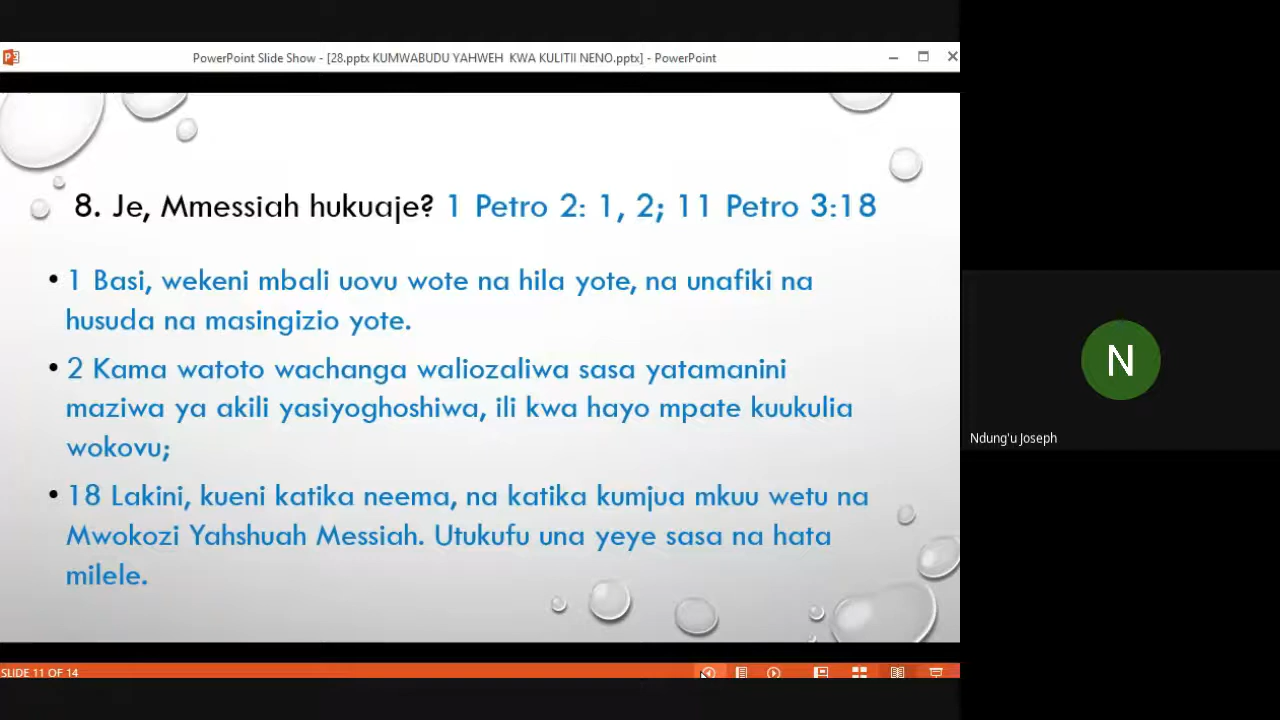 PowerPoint Slide Show - [28.pptx KUMWABUDU YAHWEH  KWA KULITII NENO.pptx] - PowerPoint
8. Je, Mmessiah hukuaje? 1 Petro 2: 1, 2; 11 Petro 3:18
• 1 Basi, wekeni mbali uovu wote na hila yote, na unafiki na
husuda na masingizio yote.
• 2 Kama watoto wachanga waliozaliwa sasa yatamanini
maziwa ya akili yasiyoghoshiwa, ili kwa hayo mpate kuukulia
wokovu;
• 18 Lakini, kueni katika neema, na katika kumjua mkuu wetu na
Mwokozi Yahshuah Messiah. Utukufu una yeye sasa na hata
milele.
SLIDE 11 OF 14
N
Ndung'u Joseph